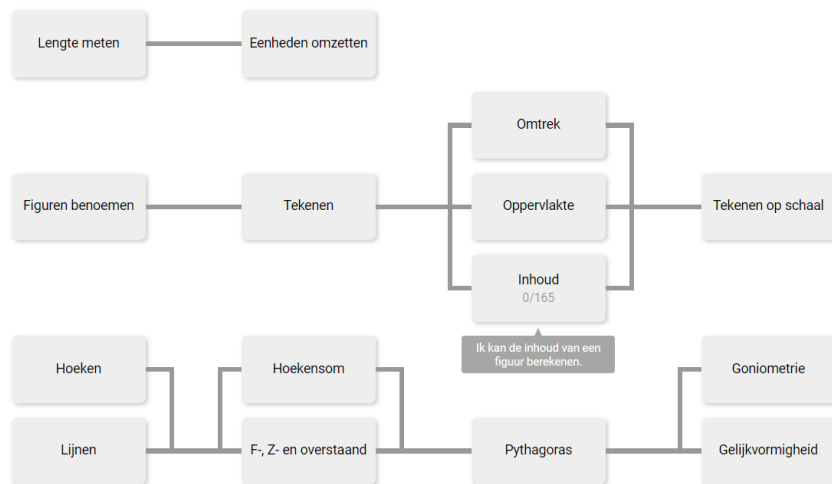 Lengte meten
Eenheden omzetten
Omtrek
Figuren benoemen
Tekenen
Oppervlakte
Tekenen op schaal
Inhoud
0/165
Ik kan de inhoud van een
figuur berekenen.
Hoeken
Hoekensom
Goniometrie
Lijnen
F-, Z- en overstaand
Pythagoras
Gelijkvormigheid